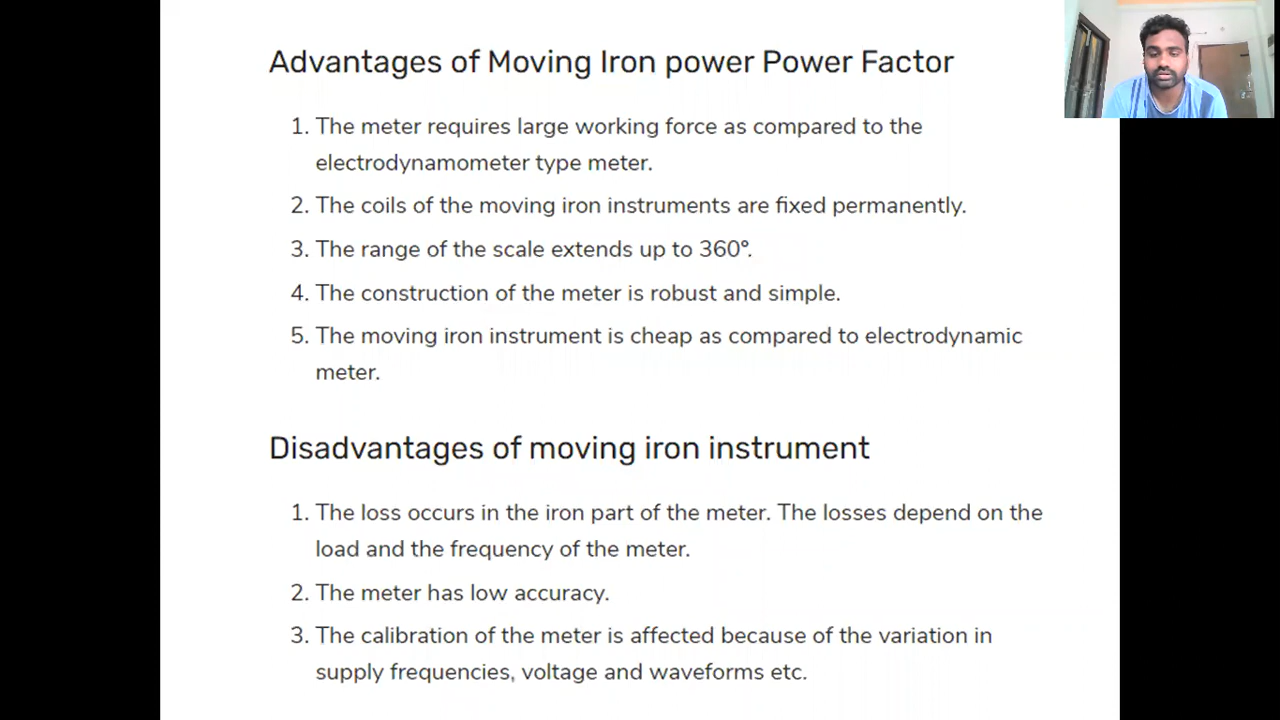 Advantages of Moving Iron power Power Factor
1. The meter requires large working force as compared to the
electrodynamometer type meter.
2. The coils of the moving iron instruments are fixed permanently.
3. The range of the scale extends up to 360°.
4. The construction of the meter is robust and simple.
5. The moving iron instrument is cheap as compared to electrodynamic
meter.
Disadvantages of moving iron instrument
1. The loss occurs in the iron part of the meter. The losses depend on the
load and the frequency of the meter.
2. The meter has low accuracy.
3. The calibration of the meter is affected because of the variation in
supply frequencies, voltage and waveforms etc.